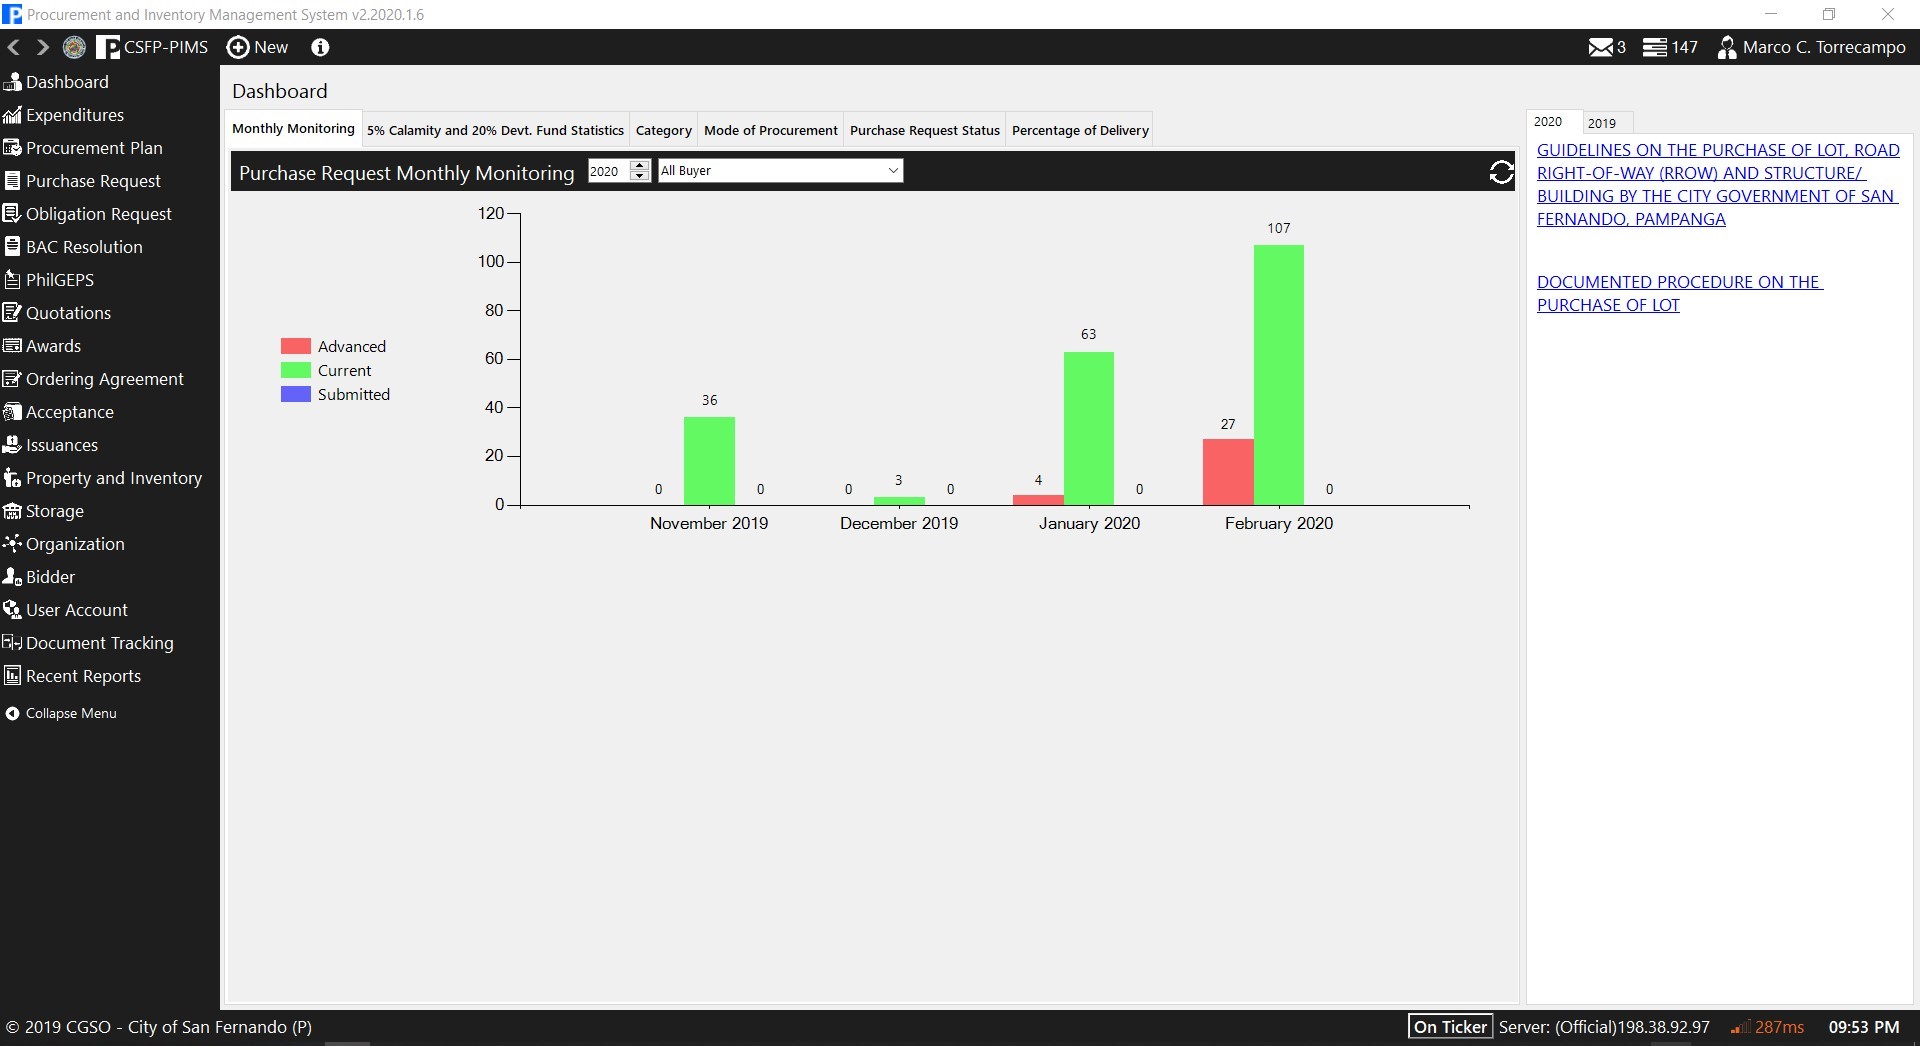 Procurement and Inventory Management System v2.2020.1.6
CSFP-PIMS
New
3
147
Marco C. Torrecampo
Dashboard
Expenditures
Procurement Plan
Purchase Request
Obligation Request
BAC Resolution
PhilGEPS
Quotations
Awards
Ordering Agreement
Acceptance
Issuances
Property and Inventory
Storage
Organization
Bidder
User Account
Document Tracking
Recent Reports
Collapse Menu
Dashboard
Monthly Monitoring
5% Calamity and 20% Devt. Fund Statistics
Category
Mode of Procurement
Purchase Request Status
Percentage of Delivery
Purchase Request Monthly Monitoring
2020
All Buyer
Advanced
Current
Submitted
120
100
80
60
40
20
0
0
36
0
0
3
0
4
63
0
27
107
0
November 2019
December 2019
January 2020
February 2020
2020
2019
GUIDELINES ON THE PURCHASE OF LOT, ROAD
RIGHT-OF-WAY (RROW) AND STRUCTURE/
BUILDING BY THE CITY GOVERNMENT OF SAN
FERNANDO, PAMPANGA
DOCUMENTED PROCEDURE ON THE
PURCHASE OF LOT
© 2019 CGSO - City of San Fernando (P)
On Ticker
Server: (Official)198.38.92.97
287ms
09:53 PM